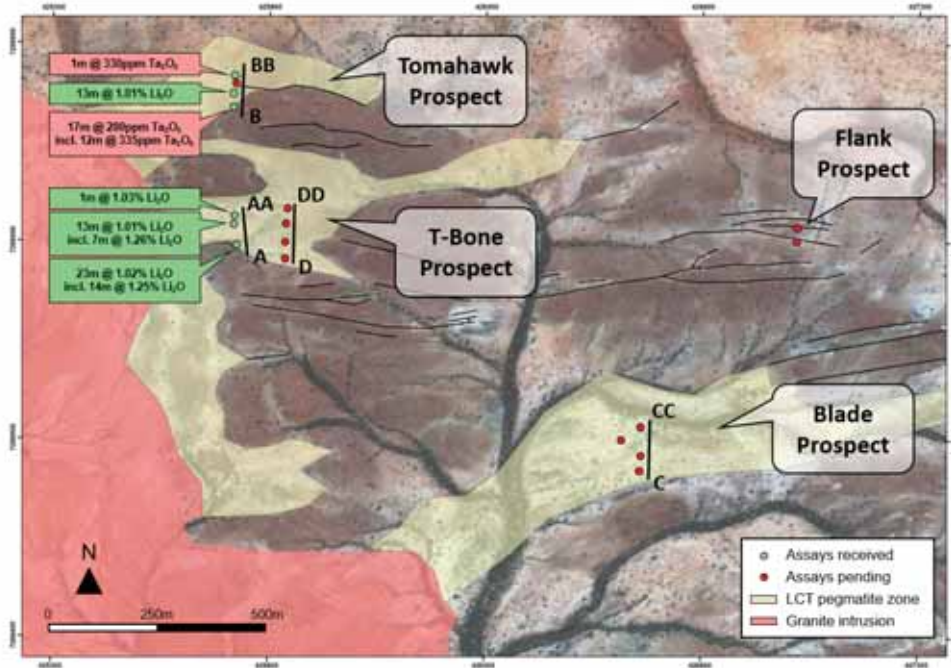 1m @ 330ppm Ta₂O₅
13m @ 1.01% Li₂O
17m @ 200ppm Ta₂O₅
incl. 12m @ 335ppm Ta₂O₅
BB
B
Tomahawk
Prospect
Flank
Prospect
1m @ 1.03% Li₂O
13m @ 1.01% Li₂O
incl. 7m @ 1.26% Li₂O
23m @ 1.02% Li₂O
incl. 14m @ 1.25% Li₂O
AA
A
DD
D
T-Bone
Prospect
CC
C
Blade
Prospect
N
0 250m 500m
Assays received
Assays pending
LCT pegmatite zone
Granite intrusion